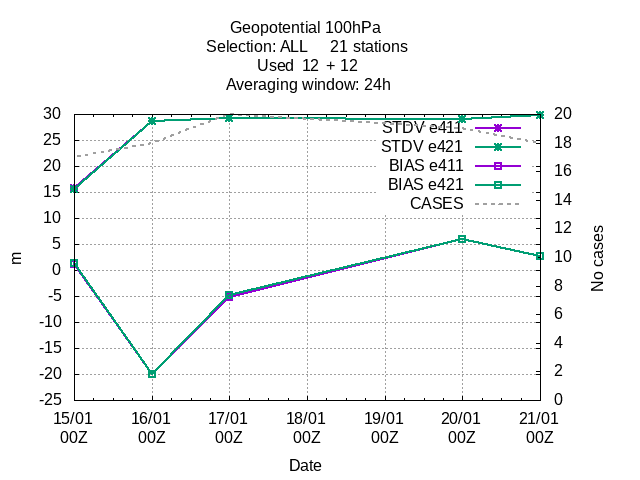 Geopotential 100hPa
Selection: ALL     21 stations
Used  12  + 12
Averaging window: 24h
30
25
20
15
10
5
0
-5
-10
-15
-20
-25
m
STDV e411
STDV e421
BIAS e411
BIAS e421
CASES
20
18
16
14
12
10
8
6
4
2
0
No cases
15/01 16/01 17/01 18/01 19/01 20/01 21/01
00Z 00Z 00Z 00Z 00Z 00Z 00Z
Date